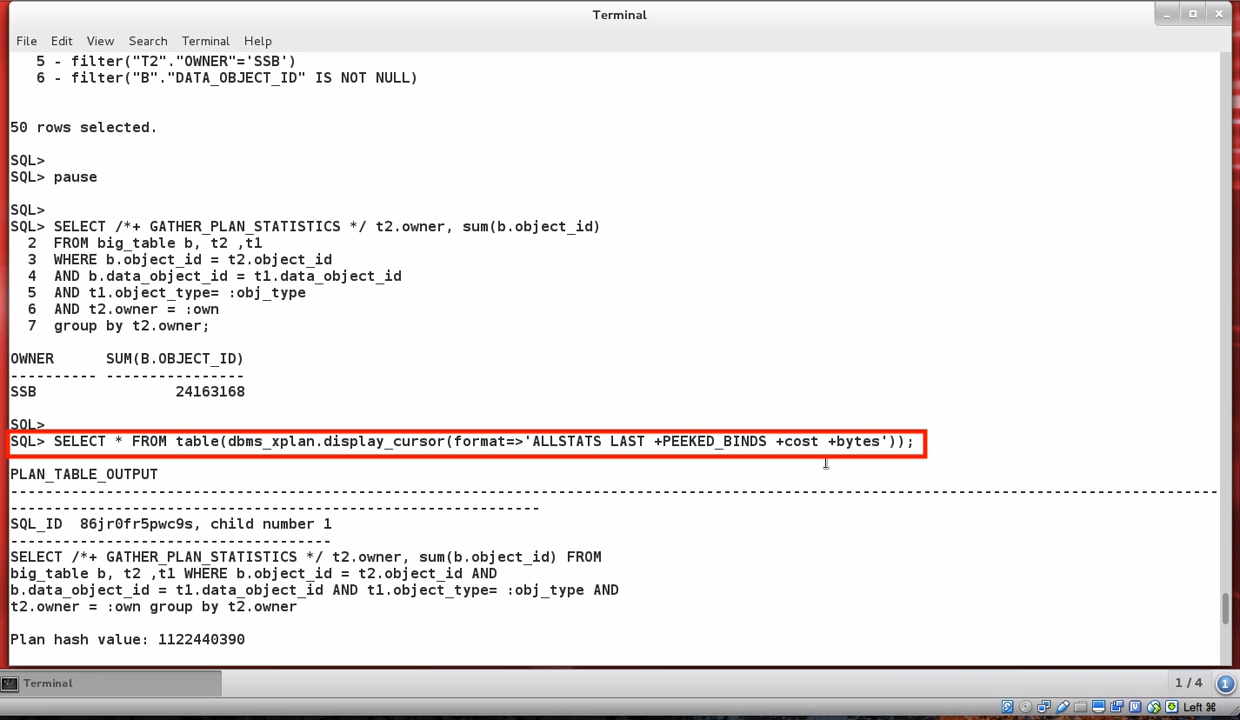 Terminal
File Edit View Search Terminal Help
5 - filter("T2"."OWNER"='SSB')
6 - filter("B"."DATA_OBJECT_ID" IS NOT NULL)
50 rows selected.
SQL>
SQL> pause
SQL>
SQL> SELECT /*+ GATHER_PLAN_STATISTICS */ t2.owner, sum(b.object_id)
2 FROM big_table b, t2 ,t1
3 WHERE b.object_id = t2.object_id
4 AND b.data_object_id = t1.data_object_id
5 AND t1.object_type= :obj_type
6 AND t2.owner = :own
7 group by t2.owner;
OWNER SUM(B.OBJECT_ID)
---------- ----------------
SSB 24163168
SQL>
SQL> SELECT * FROM table(dbms_xplan.display_cursor(format=>'ALLSTATS LAST +PEEKED_BINDS +cost +bytes'));
PLAN_TABLE_OUTPUT
--------------------------------------------------------------------------------------------------------------------------------------------
-------------------------------------------------------------
SQL_ID 86jr0fr5pwc9s, child number 1
-------------------------------------
SELECT /*+ GATHER_PLAN_STATISTICS */ t2.owner, sum(b.object_id) FROM
big_table b, t2 ,t1 WHERE b.object_id = t2.object_id AND
b.data_object_id = t1.data_object_id AND t1.object_type= :obj_type AND
t2.owner = :own group by t2.owner
Plan hash value: 1122440390
Terminal
1 / 4
1
Left ⌘